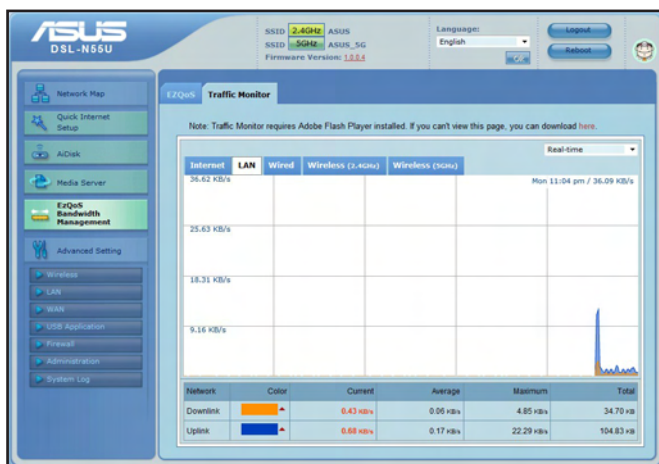 ASUS
DSL-N55U
SSID 2.4GHz ASUS
SSID 5GHz ASUS_5G
Firmware Version: 1.0.0.4
Language:
English
OK
Logout
Reboot
Network Map
Quick Internet
Setup
AiDisk
Media Server
EzQoS
Bandwidth
Management
Advanced Setting
Wireless
LAN
WAN
USB Application
Firewall
Administration
System Log
EZQoS Traffic Monitor
Note: Traffic Monitor requires Adobe Flash Player installed. If you can't view this page, you can download here.
Real-time
Internet LAN Wired Wireless (2.4GHz) Wireless (5GHz)
36.62 KB/s
Mon 11:04 pm / 36.09 KB/s
25.63 KB/s
18.31 KB/s
9.16 KB/s
Network Color Current Average Maximum Total
Downlink 0.43 KB/s 0.06 KB/s 4.85 KB/s 34.70 KB
Uplink 0.68 KB/s 0.17 KB/s 22.29 KB/s 104.83 KB